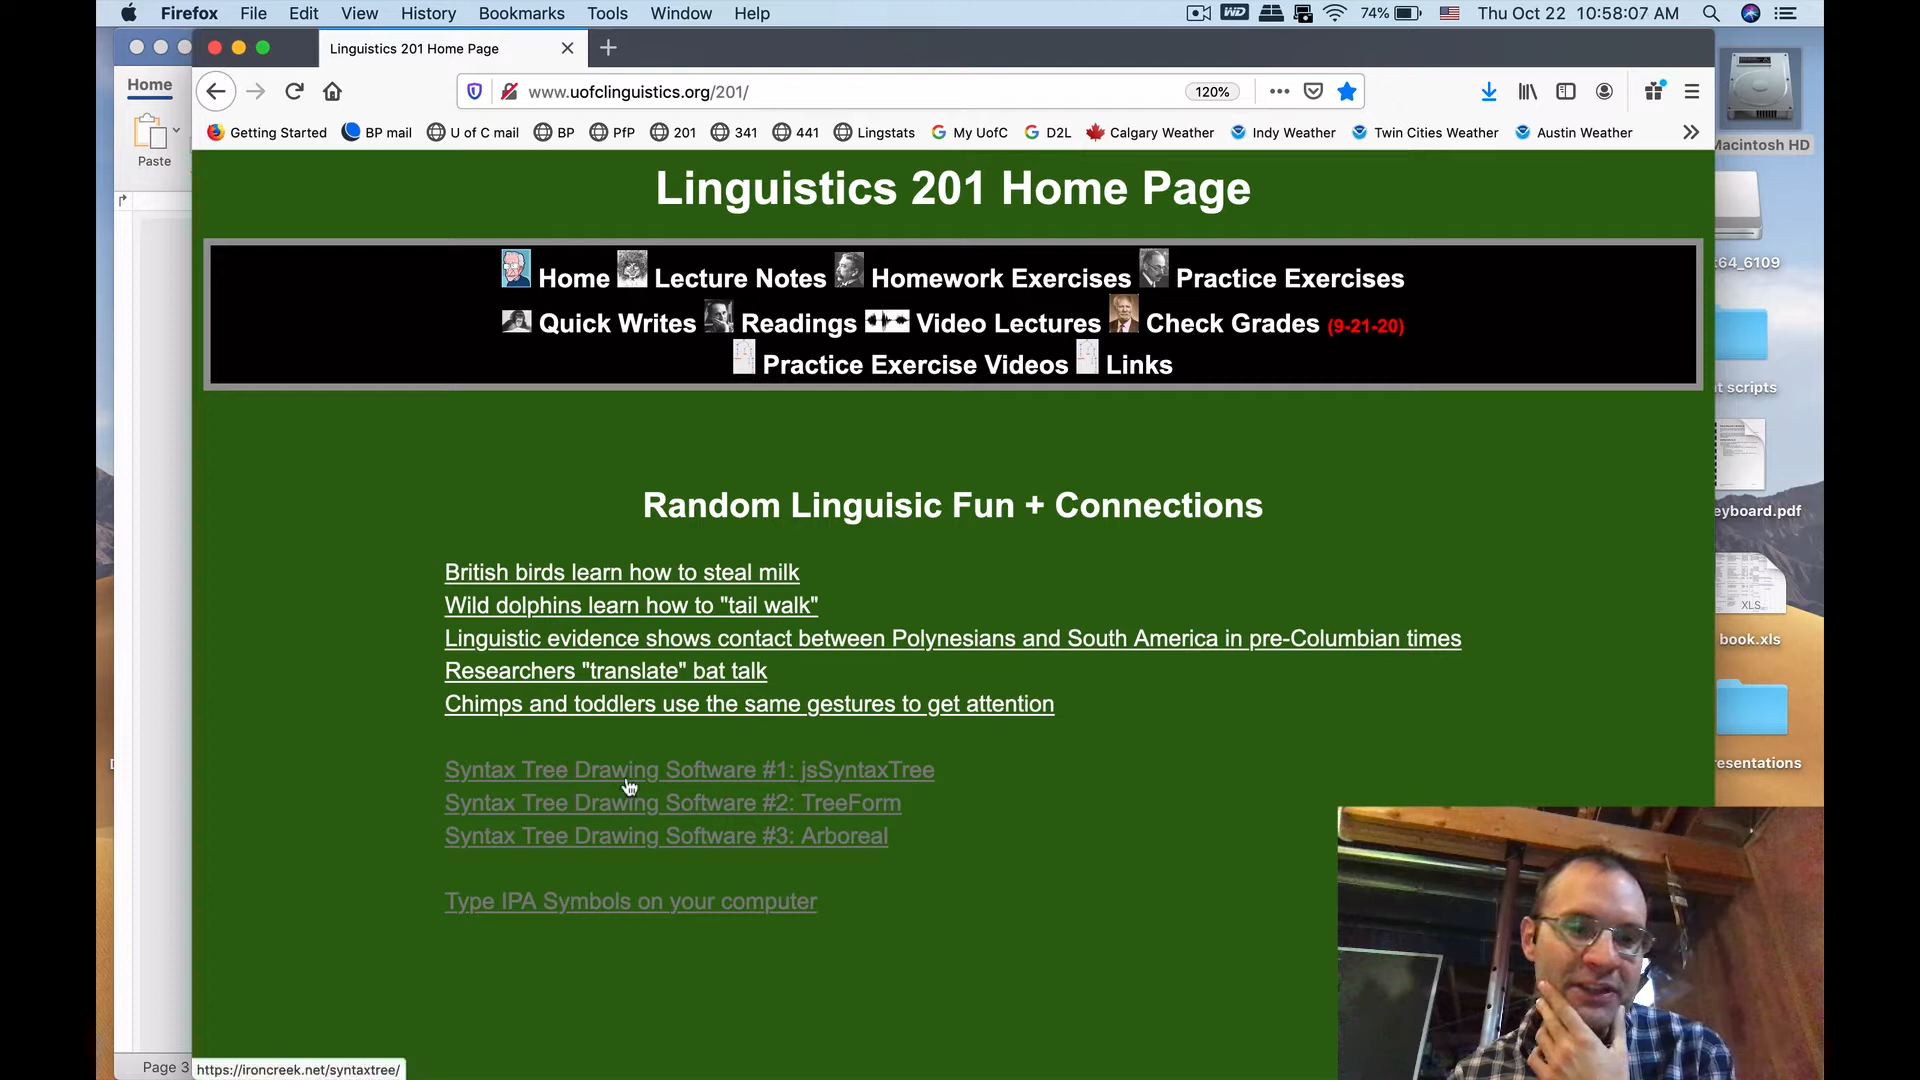 Firefox File Edit View History Bookmarks Tools Window Help 74% Thu Oct 22 10:58:07 AM
Linguistics 201 Home Page
Home
www.uofclinguistics.org/201/ 120%
Getting Started BP mail U of C mail BP PfP 201 341 441 Lingstats My UofC D2L Calgary Weather Indy Weather Twin Cities Weather Austin Weather
Macintosh HD
Paste
Linguistics 201 Home Page
t64_6109
Home Lecture Notes Homework Exercises Practice Exercises
Quick Writes Readings Video Lectures Check Grades (9-21-20)
Practice Exercise Videos Links
t scripts
Random Linguisic Fun + Connections
eyboard.pdf
British birds learn how to steal milk
Wild dolphins learn how to "tail walk"
XLS
Linguistic evidence shows contact between Polynesians and South America in pre-Columbian times
book.xls
Researchers "translate" bat talk
Chimps and toddlers use the same gestures to get attention
Syntax Tree Drawing Software #1: jsSyntaxTree
esentations
Syntax Tree Drawing Software #2: TreeForm
Syntax Tree Drawing Software #3: Arboreal
Type IPA Symbols on your computer
Page 3
https://ironcreek.net/syntaxtree/